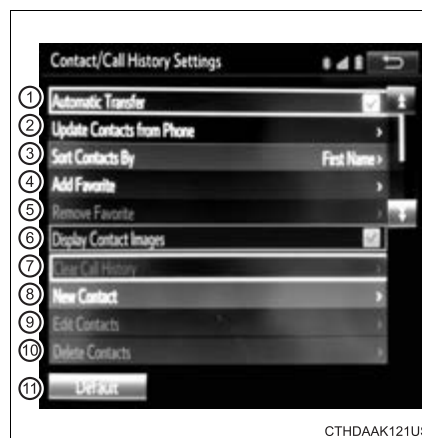 Contact/Call History Settings
1 Automatic Transfer
2 Update Contacts from Phone ›
3 Sort Contacts By First Name ›
4 Add Favorite ›
5 Remove Favorite ›
6 Display Contact Images
7 Clear Call History ›
8 New Contact ›
9 Edit Contacts ›
10 Delete Contacts ›
11 Default
CTHDAAK121US